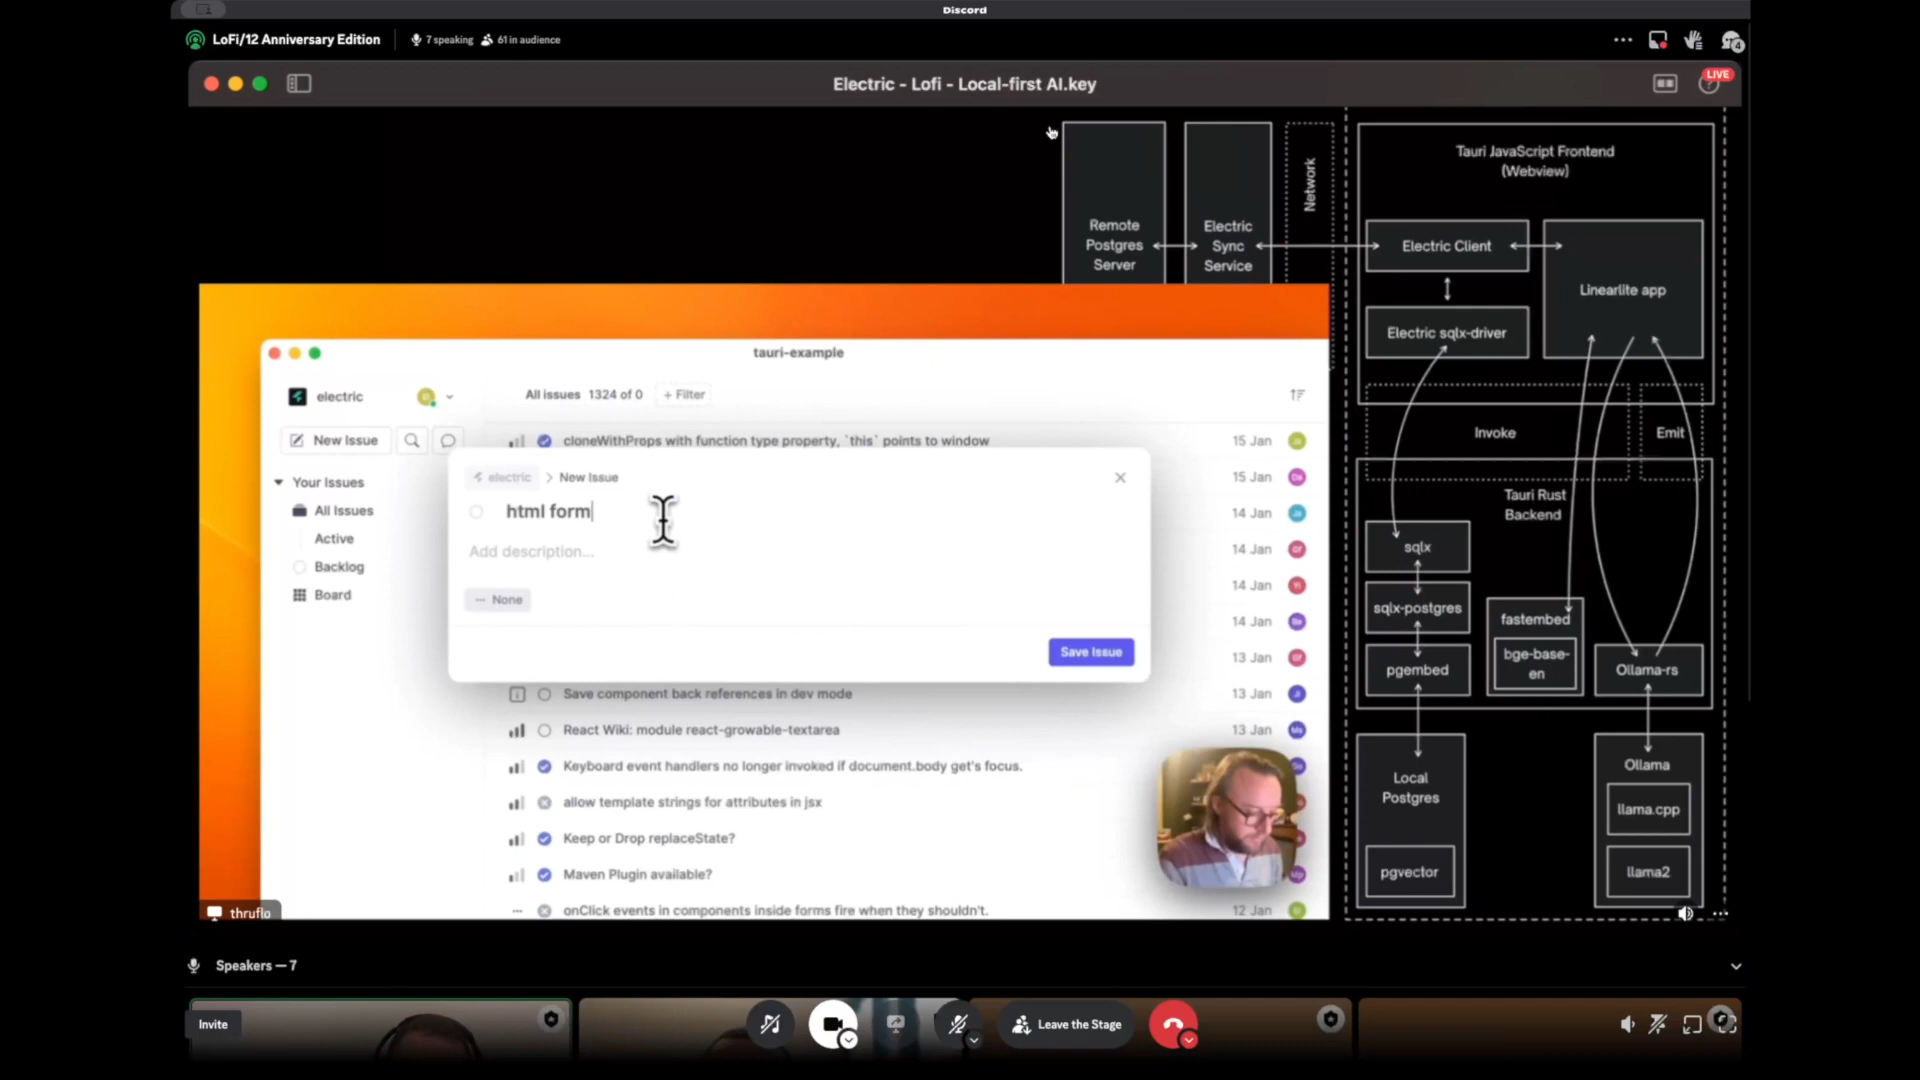 Discord
LoFi/12 Anniversary Edition
7 speaking
61 in audience
4
Electric - Lofi - Local-first AI.key
LIVE
Remote
Postgres
Server
Electric
Sync
Service
Network
Tauri JavaScript Frontend
(Webview)
Electric Client
Linearlite app
Electric sqlx-driver
Invoke
Emit
Tauri Rust
Backend
sqlx
sqlx-postgres
pgembed
fastembed
bge-base-
en
Ollama-rs
Local
Postgres
pgvector
Ollama
llama.cpp
llama2
tauri-example
electric
All issues 1324 of 0 + Filter
New Issue
Your Issues
All Issues
Active
Backlog
Board
cloneWithProps with function type property, `this` points to window 15 Jan
15 Jan
14 Jan
14 Jan
14 Jan
14 Jan
13 Jan
electric > New Issue
html form
Add description...
None
Save Issue
Save component back references in dev mode 13 Jan
React Wiki: module react-growable-textarea 13 Jan
Keyboard event handlers no longer invoked if document.body get's focus.
allow template strings for attributes in jsx
Keep or Drop replaceState?
Maven Plugin available?
onClick events in components inside forms fire when they shouldn't. 12 Jan
thruflo
Speakers — 7
Invite
Leave the Stage